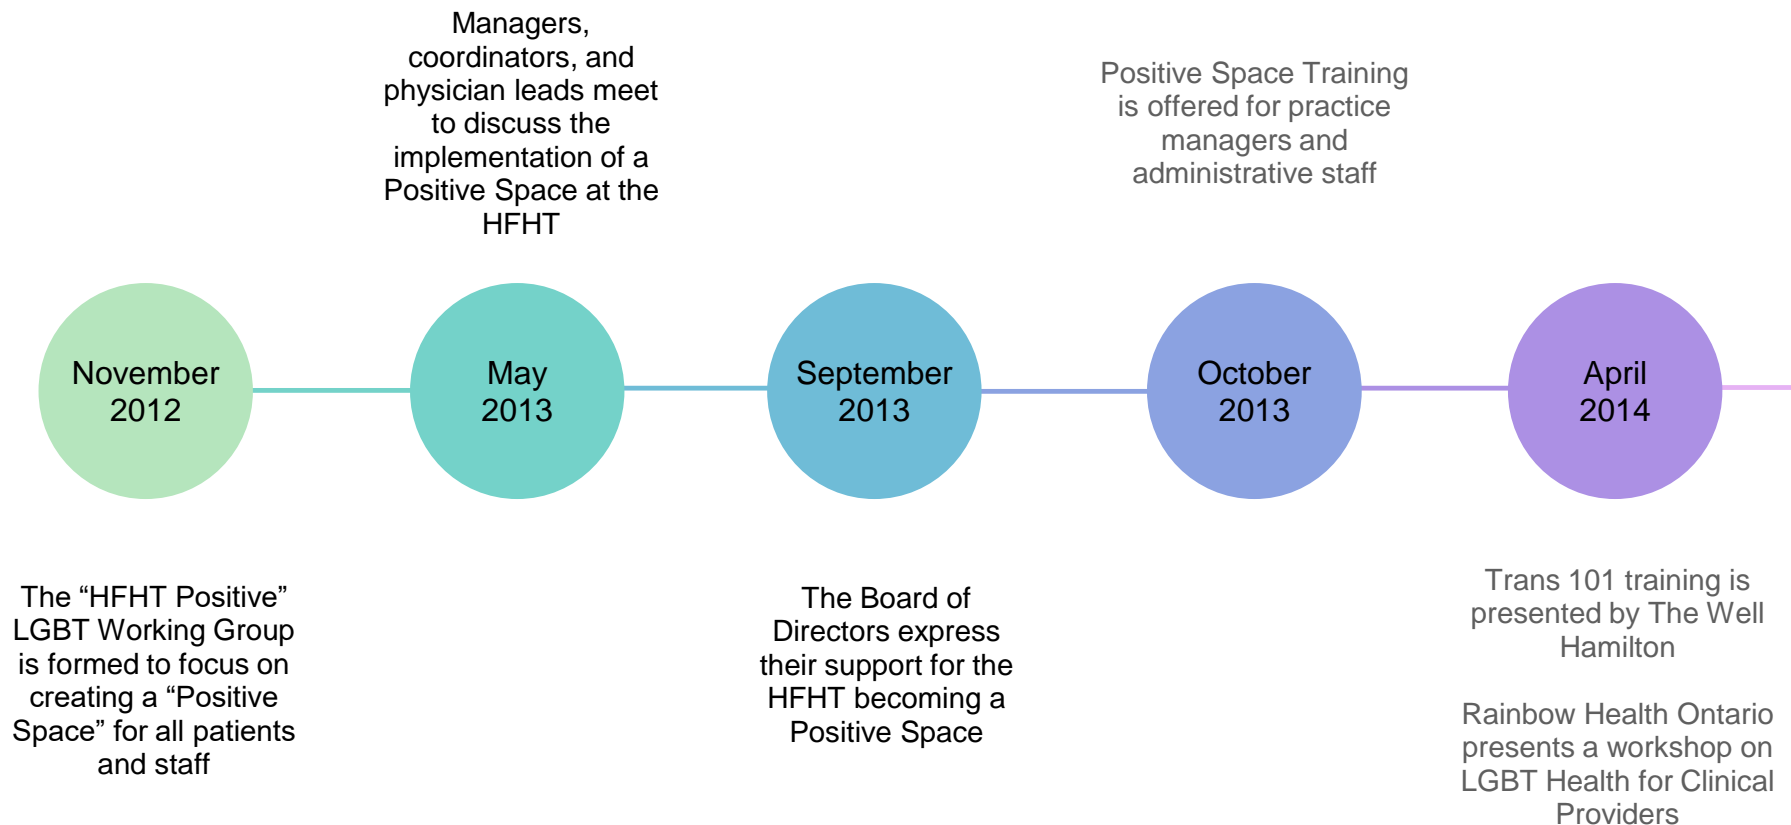 Managers,
coordinators, and
physician leads meet
to discuss the
implementation of a
Positive Space at the
HFHT
Positive Space Training
is offered for practice
managers and
administrative staff
November
2012
May
2013
September
2013
October
2013
April
2014
The “HFHT Positive”
LGBT Working Group
is formed to focus on
creating a “Positive
Space” for all patients
and staff
The Board of
Directors express
their support for the
HFHT becoming a
Positive Space
Trans 101 training is
presented by The Well
Hamilton
Rainbow Health Ontario
presents a workshop on
LGBT Health for Clinical
Providers